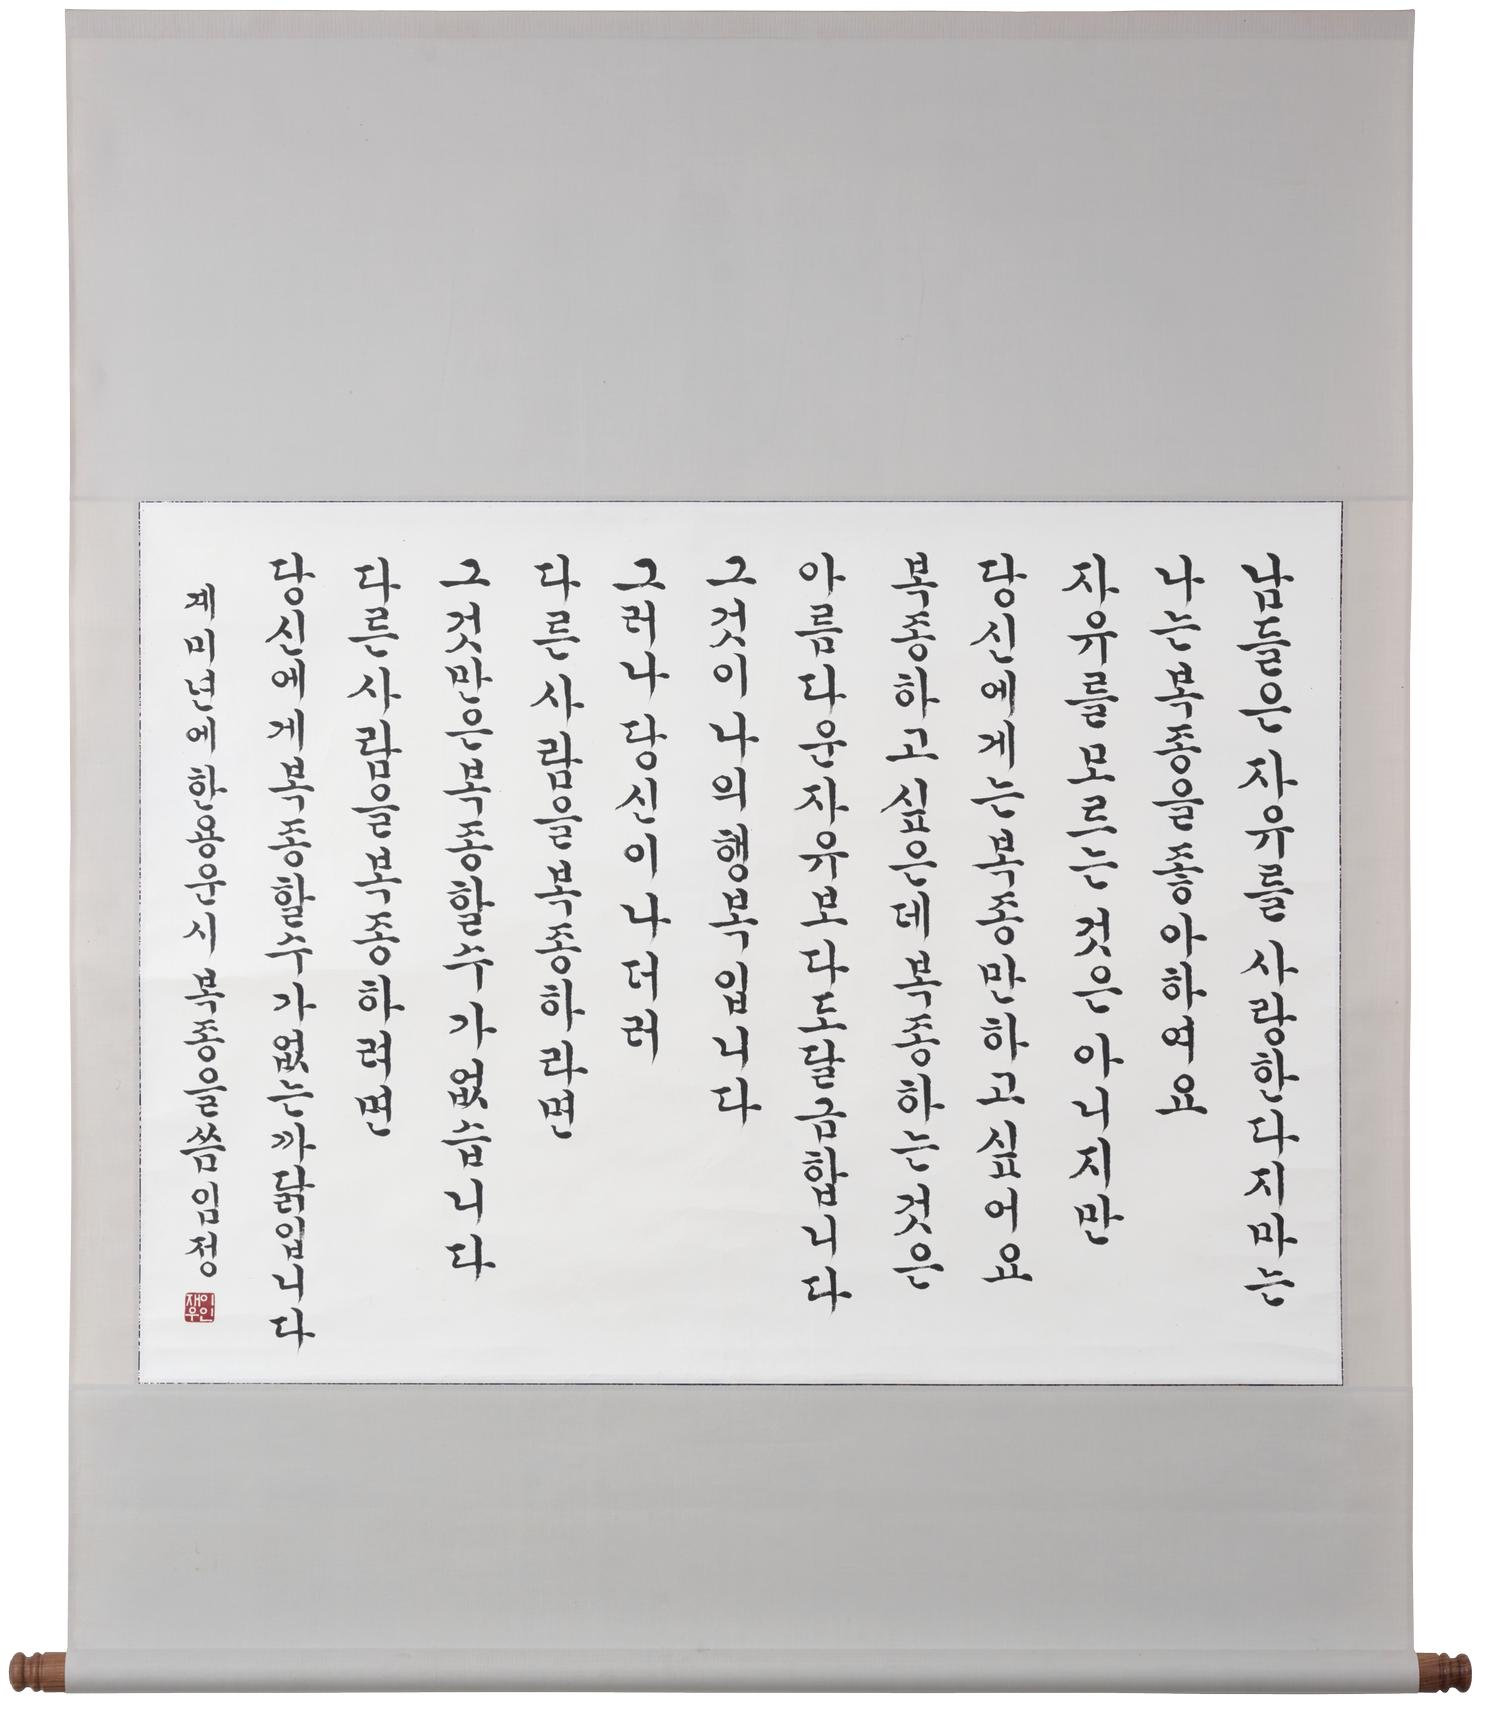 남들은 자유를 사랑한다지마는
나는 복종을 좋아하여요
자유를 모르는 것은 아니지만
당신에게는 복종만 하고 싶어요
복종하고 싶은데 복종하는 것은
아름다운 자유보다도 달금합니다
그것이 나의 행복입니다
그러나 당신이 나더러
다른 사람을 복종하라면
그것만은 복종할 수가 없습니다
다른 사람을 복종하려면
당신에게 복종할 수가 없는 까닭입니다
계미년에 한용운 시 복종을 씀 임정